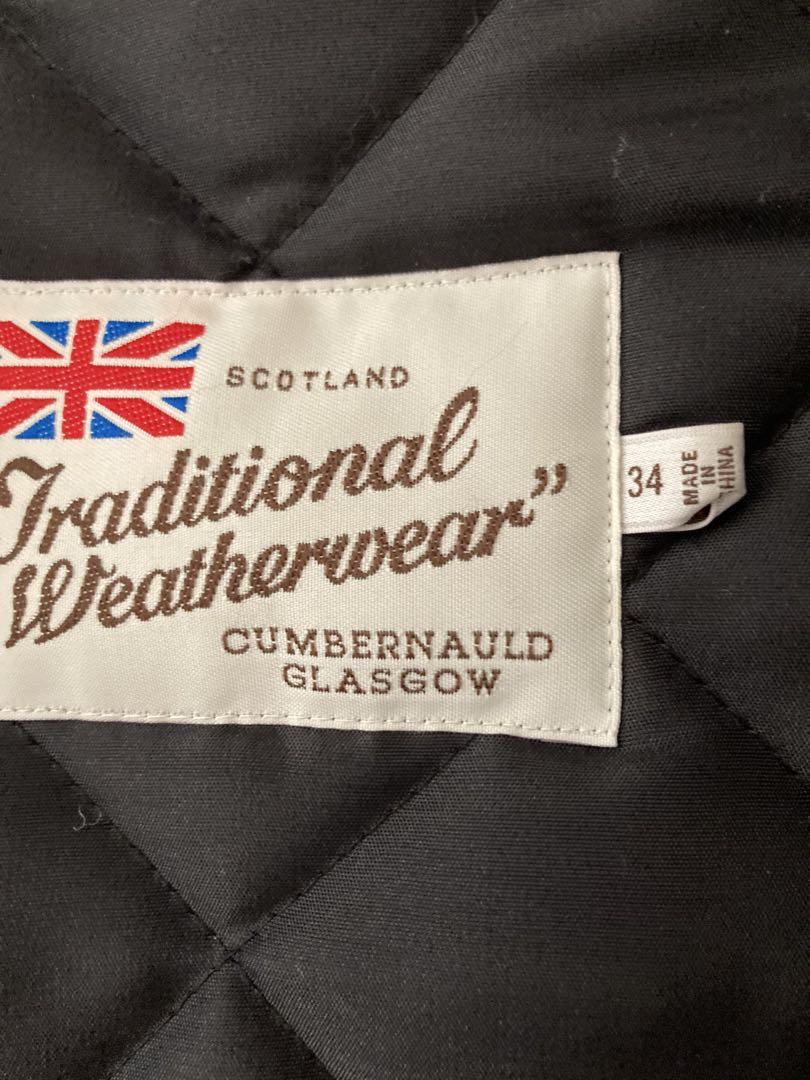 SCOTLAND
Traditional
Weatherwear”
CUMBERNAULD
GLASGOW
34
MADE
IN
CHINA